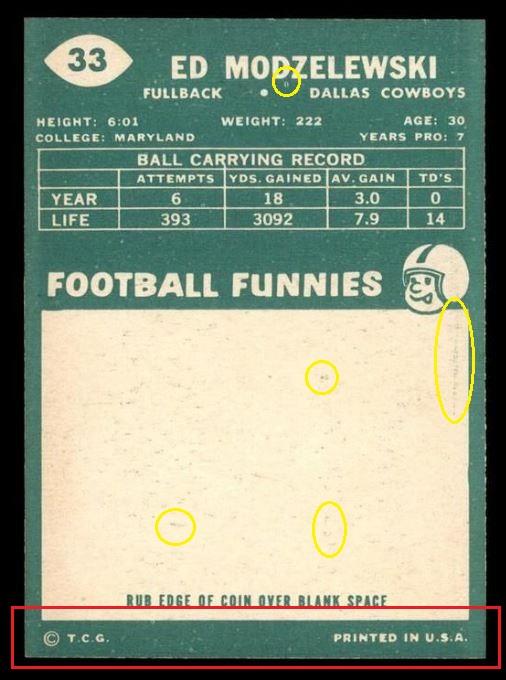 33
ED MODZELEWSKI
FULLBACK • DALLAS COWBOYS
HEIGHT: 6:01 WEIGHT: 222 AGE: 30
COLLEGE: MARYLAND YEARS PRO: 7
BALL CARRYING RECORD
ATTEMPTS YDS. GAINED AV. GAIN TD'S
YEAR 6 18 3.0 0
LIFE 393 3092 7.9 14
FOOTBALL FUNNIES
RUB EDGE OF COIN OVER BLANK SPACE
© T.C.G. PRINTED IN U.S.A.